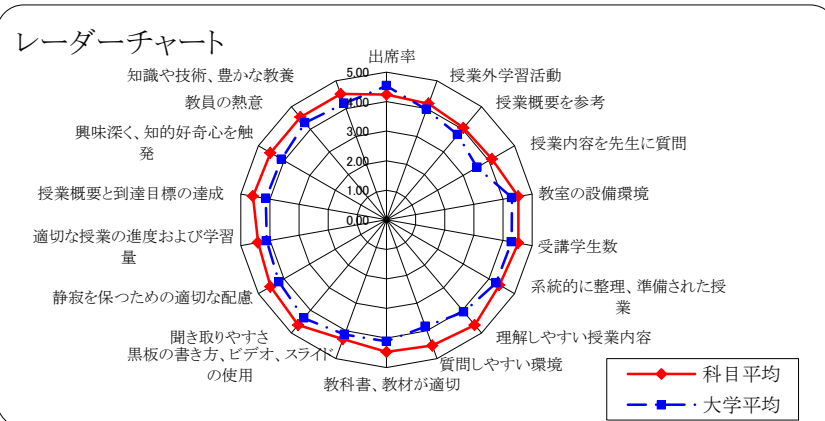 レーダーチャート
出席率
授業外学習活動
授業概要を参考
授業内容を先生に質問
教室の設備環境
受講学生数
系統的に整理、準備された授
業
理解しやすい授業内容
質問しやすい環境
教科書、教材が適切
黒板の書き方、ビデオ、スライド
の使用
聞き取りやすさ
静寂を保つための適切な配慮
適切な授業の進度および学習
量
授業概要と到達目標の達成
興味深く、知的好奇心を触
発
教員の熱意
知識や技術、豊かな教養
5.00
4.00
3.00
2.00
1.00
0.00
科目平均
大学平均